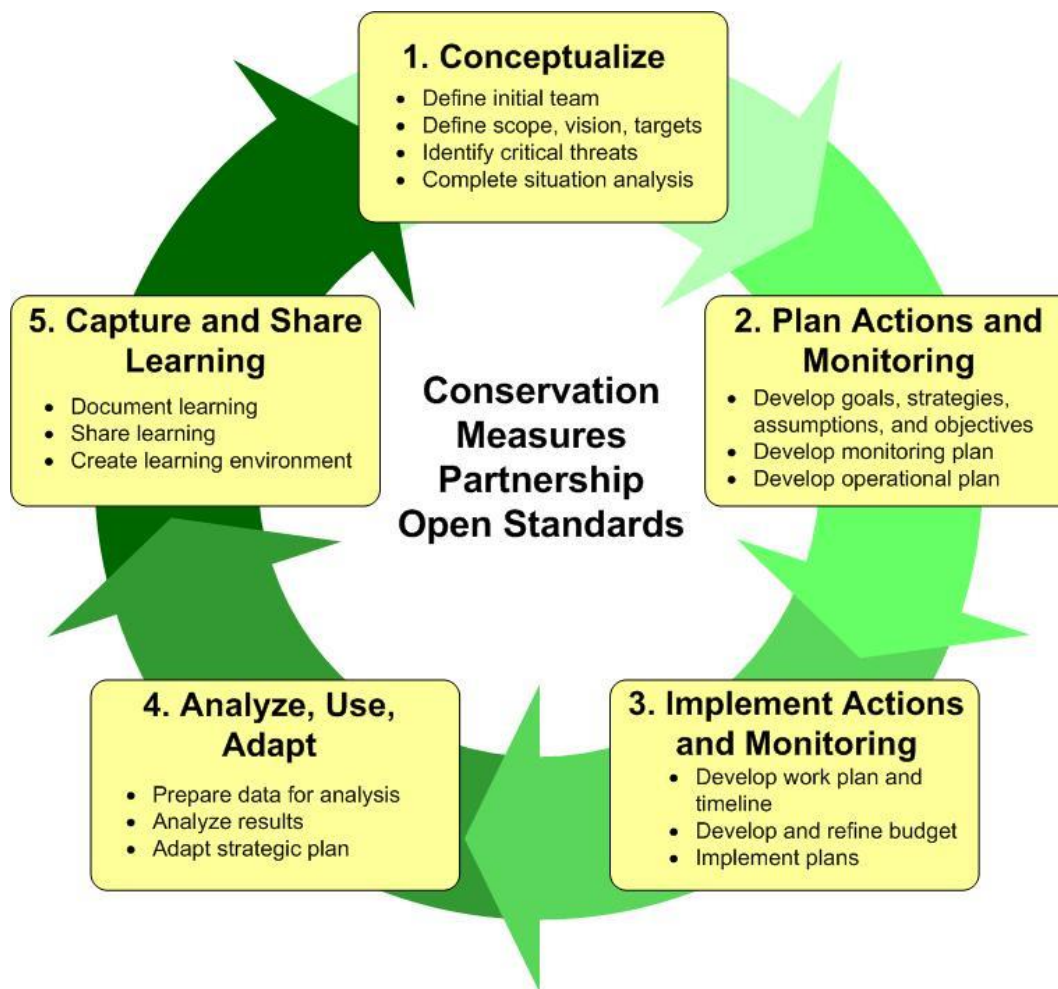 1. Conceptualize
• Define initial team
• Define scope, vision, targets
• Identify critical threats
• Complete situation analysis
2. Plan Actions and
Monitoring
• Develop goals, strategies,
assumptions, and objectives
• Develop monitoring plan
• Develop operational plan
3. Implement Actions
and Monitoring
• Develop work plan and
timeline
• Develop and refine budget
• Implement plans
4. Analyze, Use,
Adapt
• Prepare data for analysis
• Analyze results
• Adapt strategic plan
5. Capture and Share
Learning
• Document learning
• Share learning
• Create learning environment
Conservation
Measures
Partnership
Open Standards